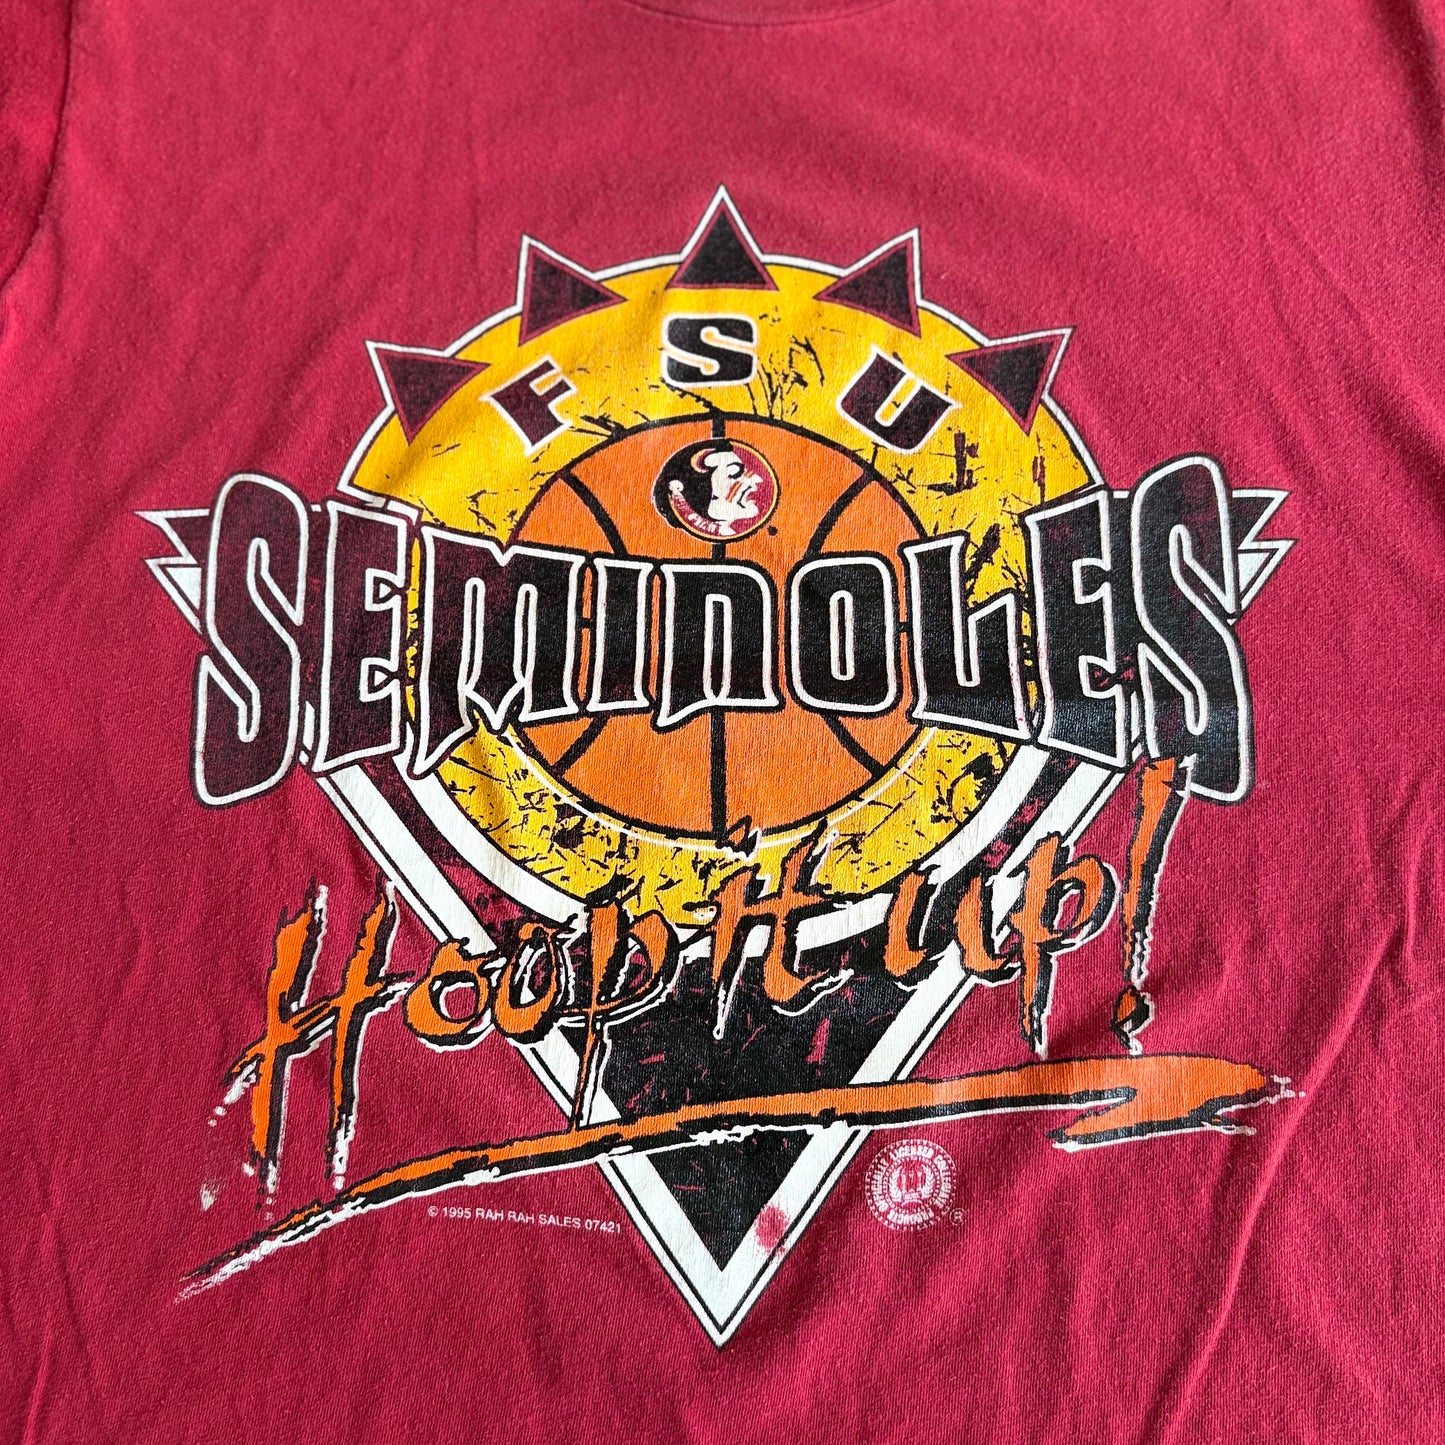 FSU
SEMINOLES
Hoop it up!
© 1995 RAH RAH SALES 07421
®